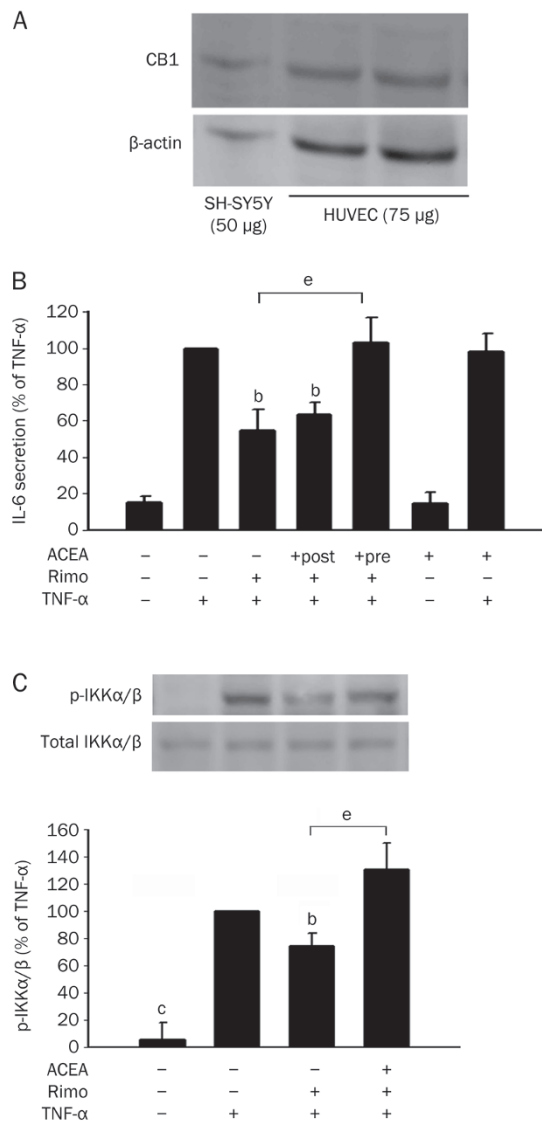 A
CB1
β-actin
SH-SY5Y
(50 μg)
HUVEC (75 μg)
B
IL-6 secretion (% of TNF-α)
120
100
80
60
40
20
0
b
b
e
ACEA – – – +post +pre + +
Rimo – – + + + – –
TNF-α – + + + + – +
C
p-IKKα/β
Total IKKα/β
p-IKKα/β (% of TNF-α)
160
140
120
100
80
60
40
20
0
c
b
e
ACEA – – – +
Rimo – – + +
TNF-α – + + +